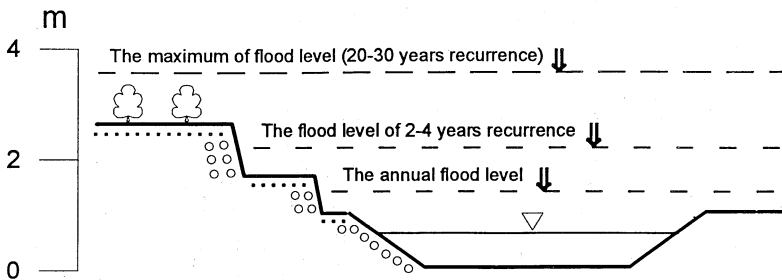 m
4
The maximum of flood level (20-30 years recurrence)
The flood level of 2-4 years recurrence
2
The annual flood level
0